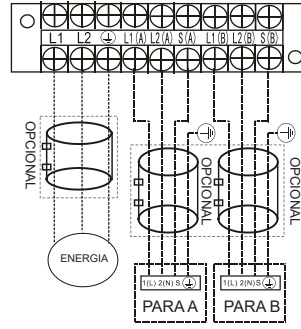 L1 L2 L1(A) L2(A) S(A) L1(B) L2(B) S(B)
OPCIONAL
OPCIONAL
OPCIONAL
ENERGIA
1(L) 2(N) S
1(L) 2(N) S
PARA A
PARA B